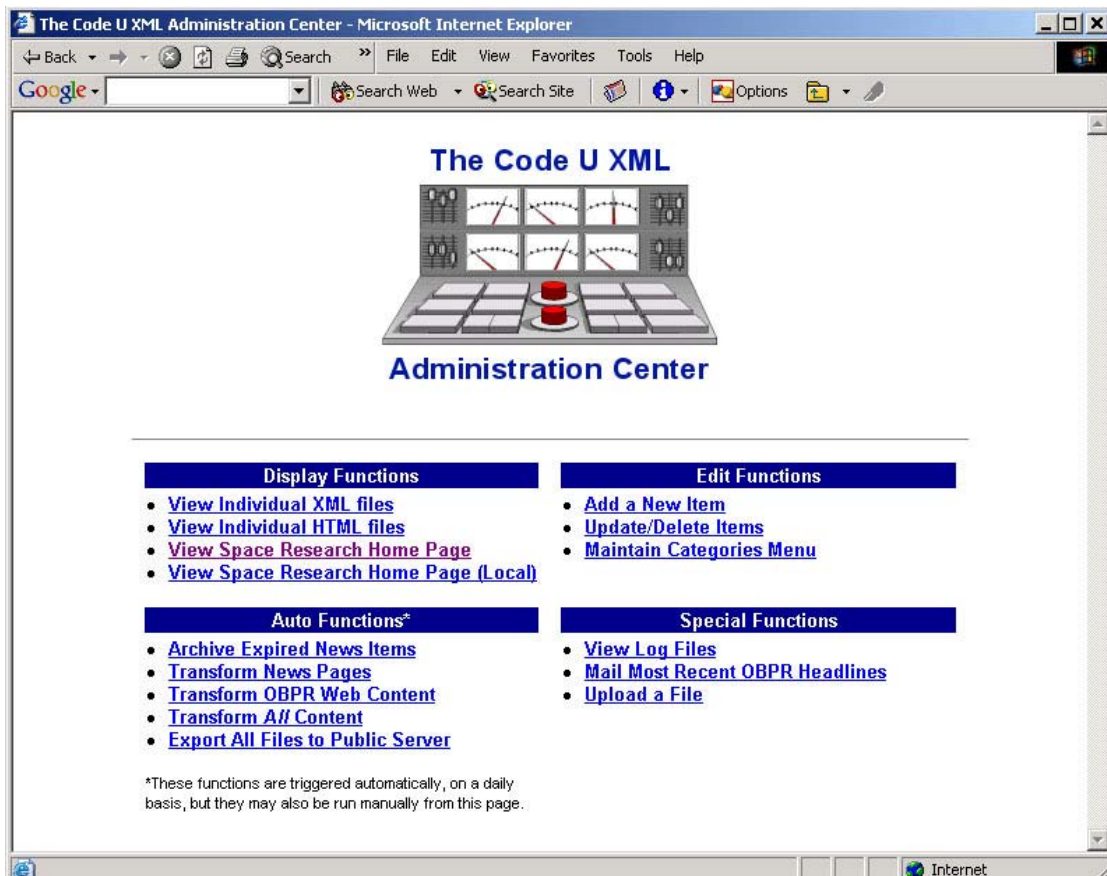 The Code U XML Administration Center - Microsoft Internet Explorer
Back Search » File Edit View Favorites Tools Help
Google Search Web Search Site Options
The Code U XML
Administration Center
Display Functions
View Individual XML files
View Individual HTML files
View Space Research Home Page
View Space Research Home Page (Local)
Edit Functions
Add a New Item
Update/Delete Items
Maintain Categories Menu
Auto Functions*
Archive Expired News Items
Transform News Pages
Transform OBPR Web Content
Transform All Content
Export All Files to Public Server
*These functions are triggered automatically, on a daily
basis, but they may also be run manually from this page.
Special Functions
View Log Files
Mail Most Recent OBPR Headlines
Upload a File
Internet